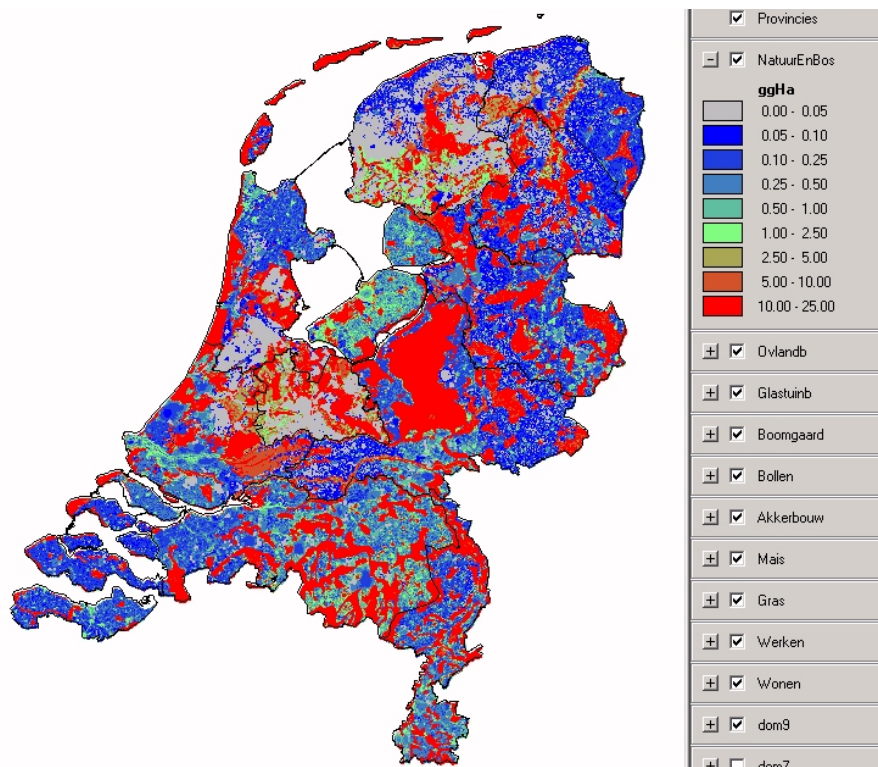 Provincies
NatuurEnBos
ggHa
0.00 - 0.05
0.05 - 0.10
0.10 - 0.25
0.25 - 0.50
0.50 - 1.00
1.00 - 2.50
2.50 - 5.00
5.00 - 10.00
10.00 - 25.00
Ovlandb
Glastuinb
Boomgaard
Bollen
Akkerbouw
Mais
Gras
Werken
Wonen
dom9